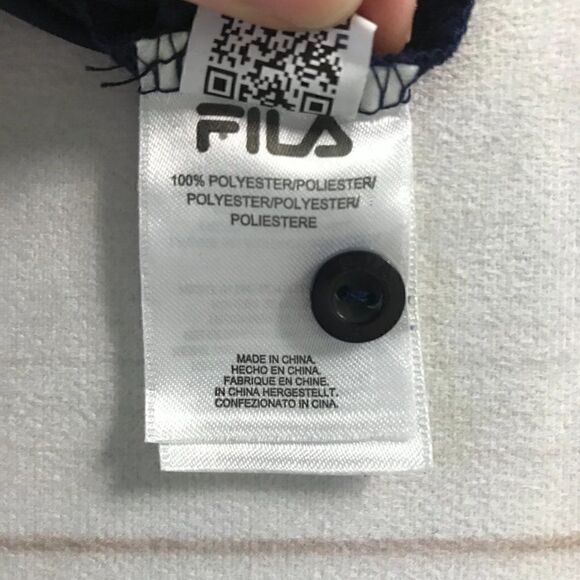 FILA
100% POLYESTER/POLIESTER/
POLYESTER/POLYESTER/
POLIESTERE
MADE IN CHINA.
HECHO EN CHINA.
FABRIQUE EN CHINE.
IN CHINA HERGESTELLT.
CONFEZIONATO IN CINA.